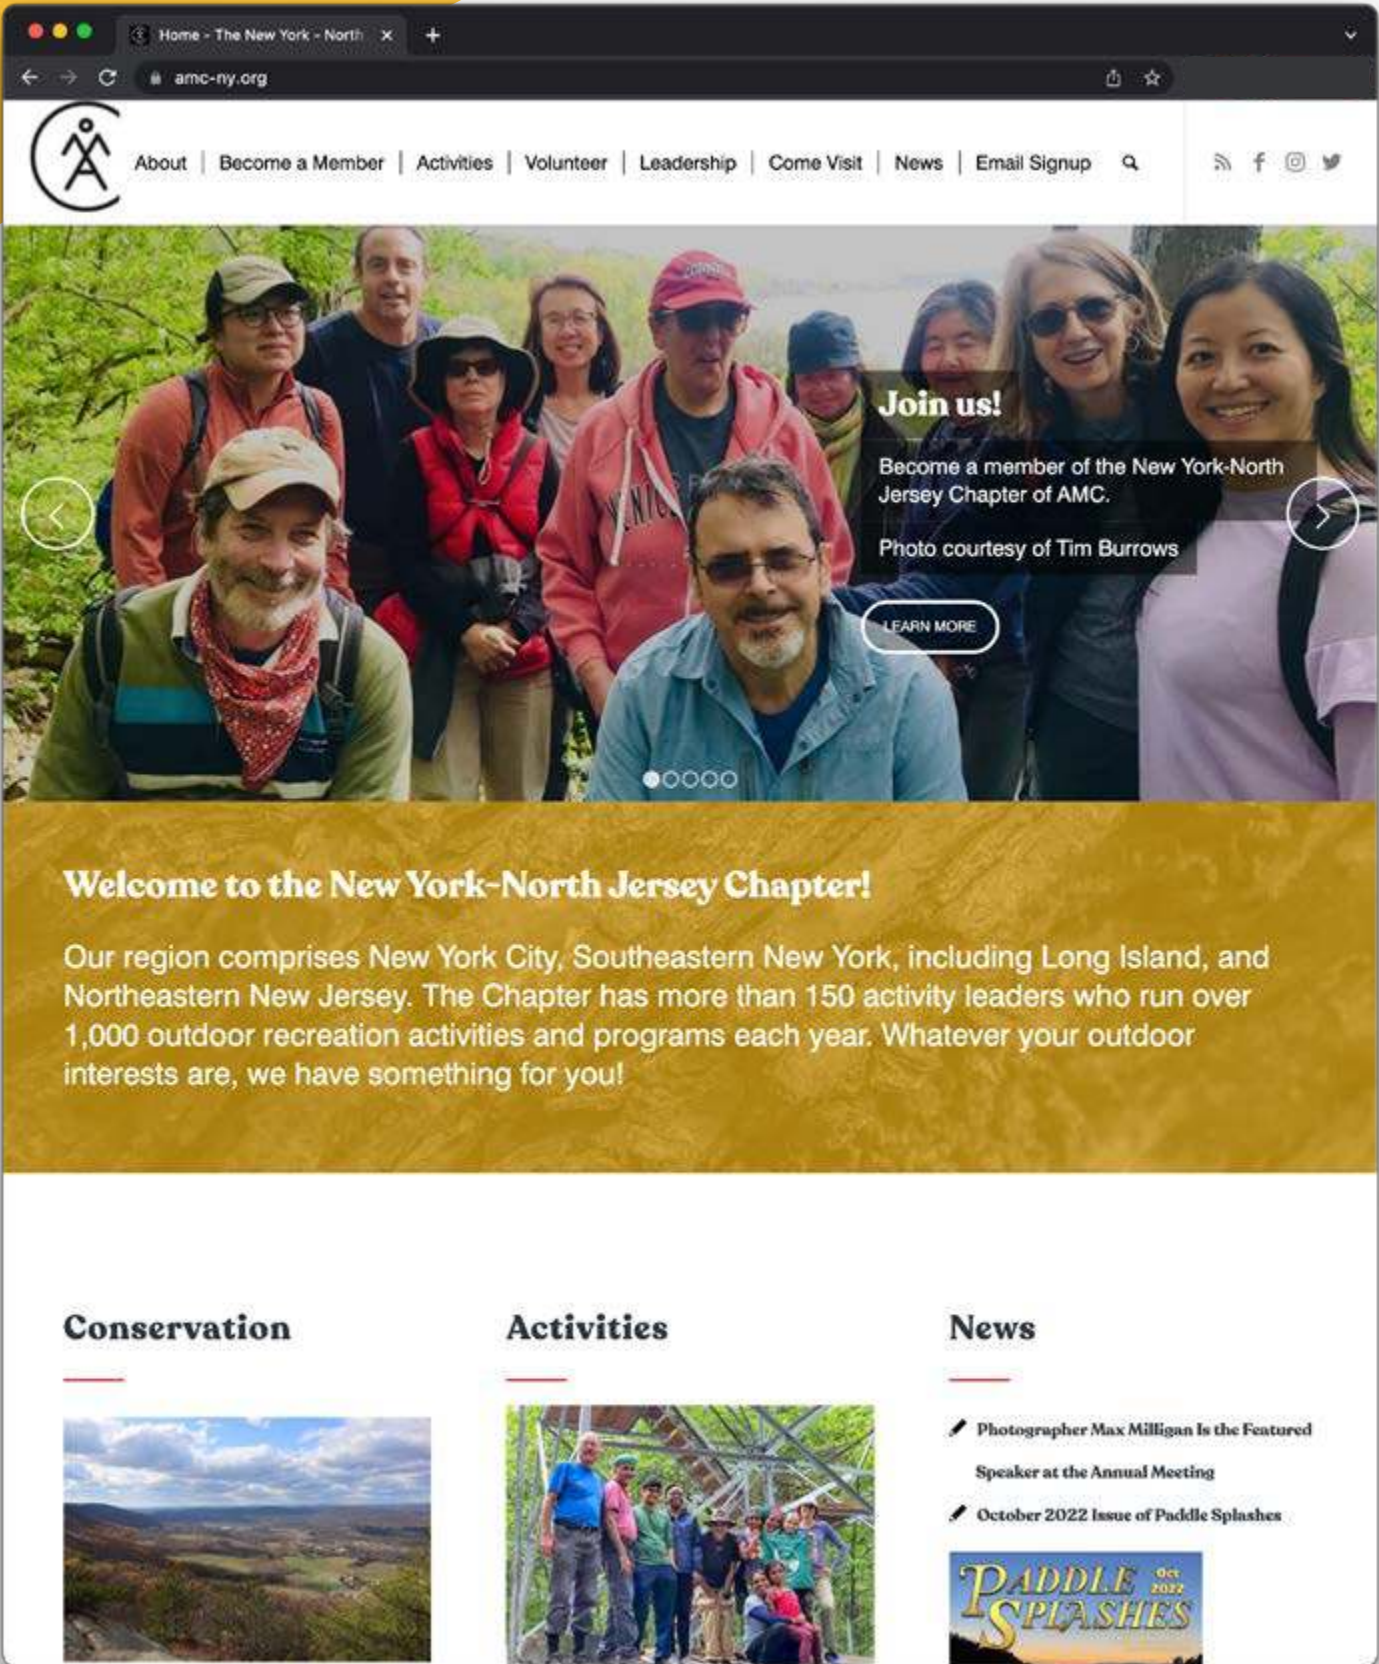 Home - The New York - North
amc-ny.org
About | Become a Member | Activities | Volunteer | Leadership | Come Visit | News | Email Signup
Join us!
Become a member of the New York-North
Jersey Chapter of AMC.
Photo courtesy of Tim Burrows
LEARN MORE
Welcome to the New York-North Jersey Chapter!
Our region comprises New York City, Southeastern New York, including Long Island, and
Northeastern New Jersey. The Chapter has more than 150 activity leaders who run over
1,000 outdoor recreation activities and programs each year. Whatever your outdoor
interests are, we have something for you!
Conservation
Activities
News
Photographer Max Milligan Is the Featured
Speaker at the Annual Meeting
October 2022 Issue of Paddle Splashes
PADDLE Oct
2022
SPLASHES